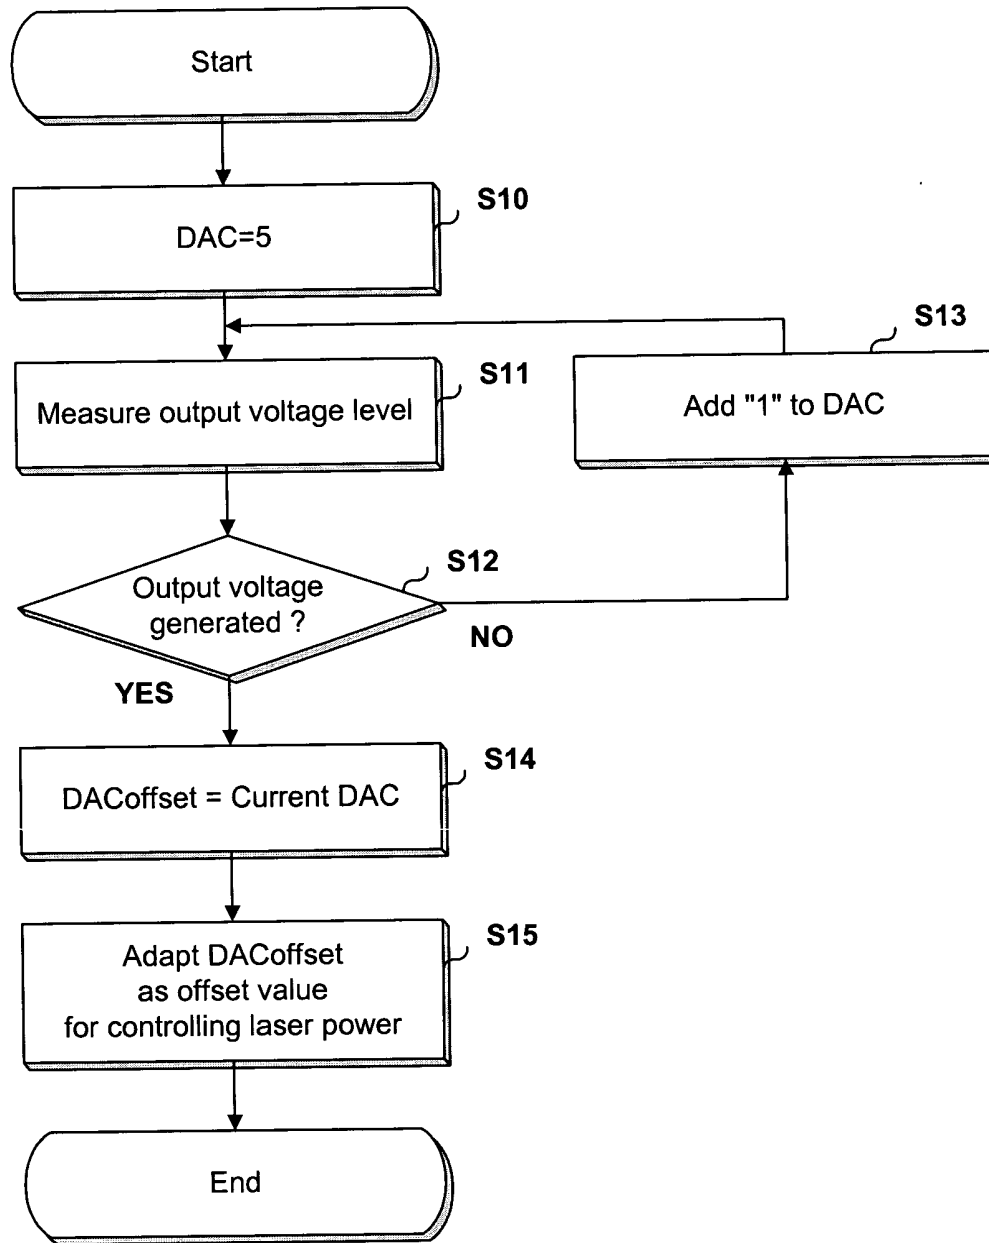 Start
S10
DAC=5
S13
S11
Measure output voltage level
Add "1" to DAC
S12
Output voltage
generated ?
NO
YES
S14
DACoffset = Current DAC
S15
Adapt DACoffset
as offset value
for controlling laser power
End